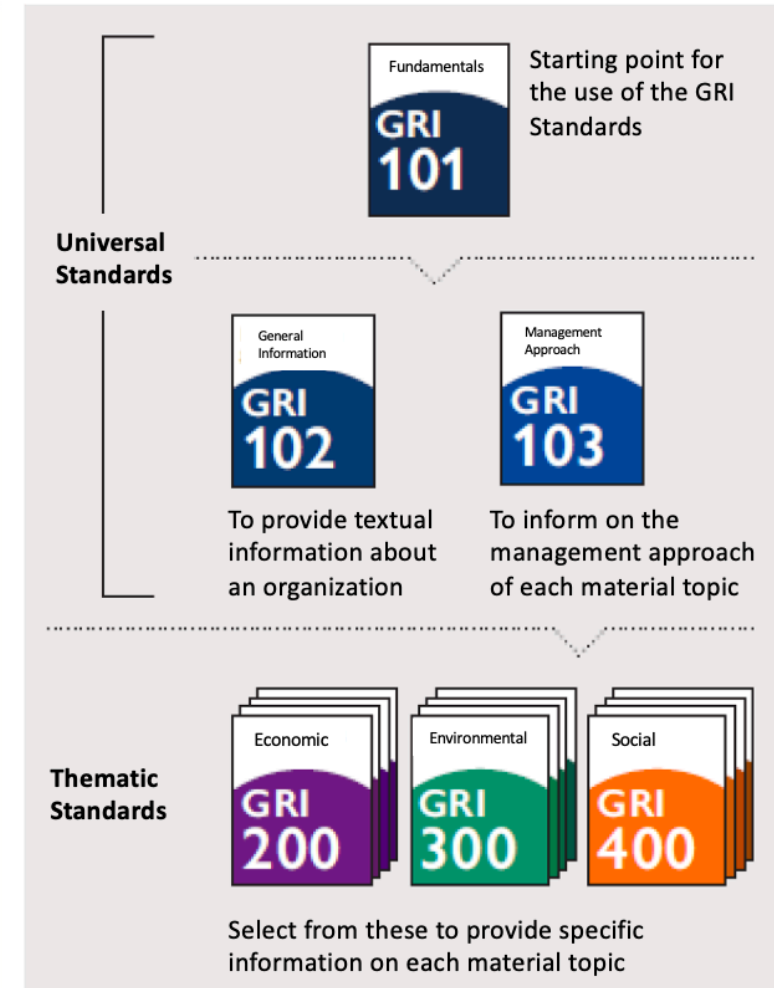 Fundamentals
GRI
101
Starting point for
the use of the GRI
Standards
Universal
Standards
General
Information
GRI
102
Management
Approach
GRI
103
To provide textual
information about
an organization
To inform on the
management approach
of each material topic
Thematic
Standards
Economic
GRI
200
Environmental
GRI
300
Social
GRI
400
Select from these to provide specific
information on each material topic